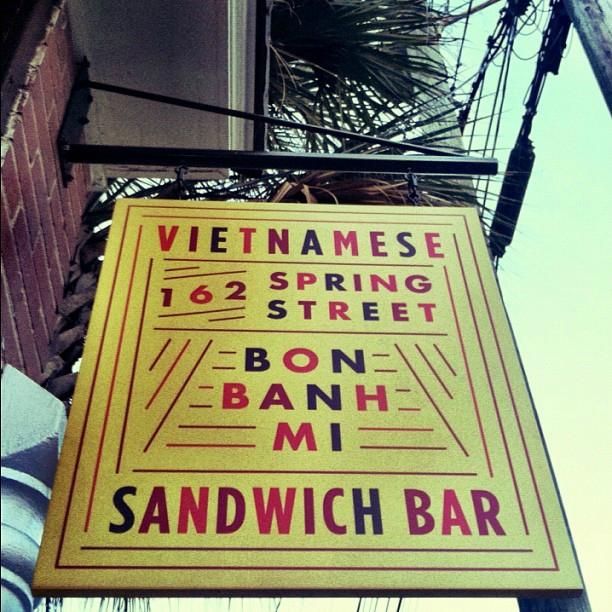 VIETNAMESE
162 SPRING
STREET
BON
BANH
MI
SANDWICH BAR